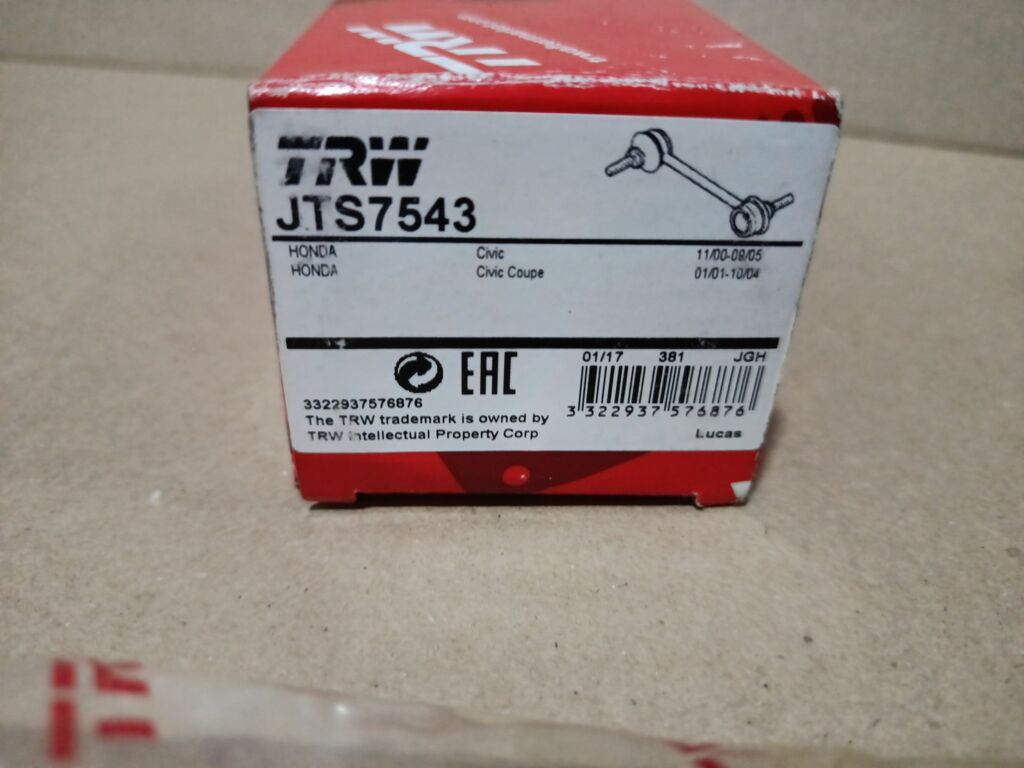 TRW
TRW
JTS7543
HONDA Civic 11/00-09/05
HONDA Civic Coupe 01/01-10/04
EAC
01/17 381 JGH
3322937576876
3 322937 576876
The TRW trademark is owned by
TRW Intellectual Property Corp
Lucas